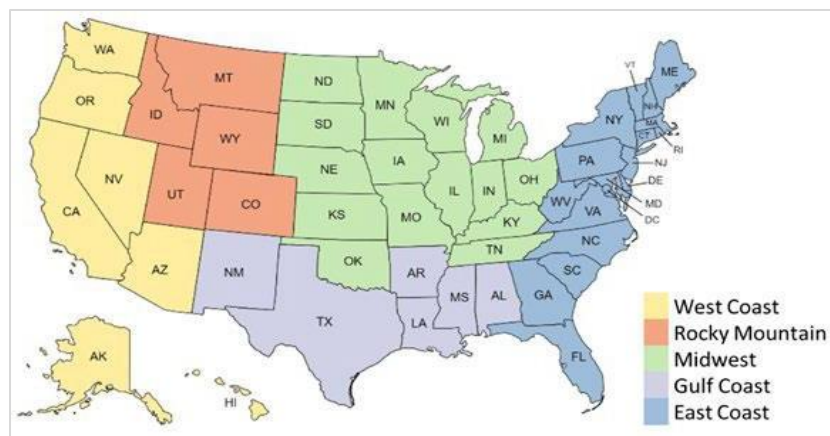 WA
MT
ND
MN
VT
ME
OR
ID
SD
WI
MI
NY
NH
MA
CT
RI
WY
NV
UT
CO
NE
IA
IL
IN
OH
PA
NJ
DE
MD
DC
CA
KS
MO
KY
WV
VA
AZ
NM
OK
AR
TN
NC
SC
TX
LA
MS
AL
GA
FL
AK
HI
West Coast
Rocky Mountain
Midwest
Gulf Coast
East Coast